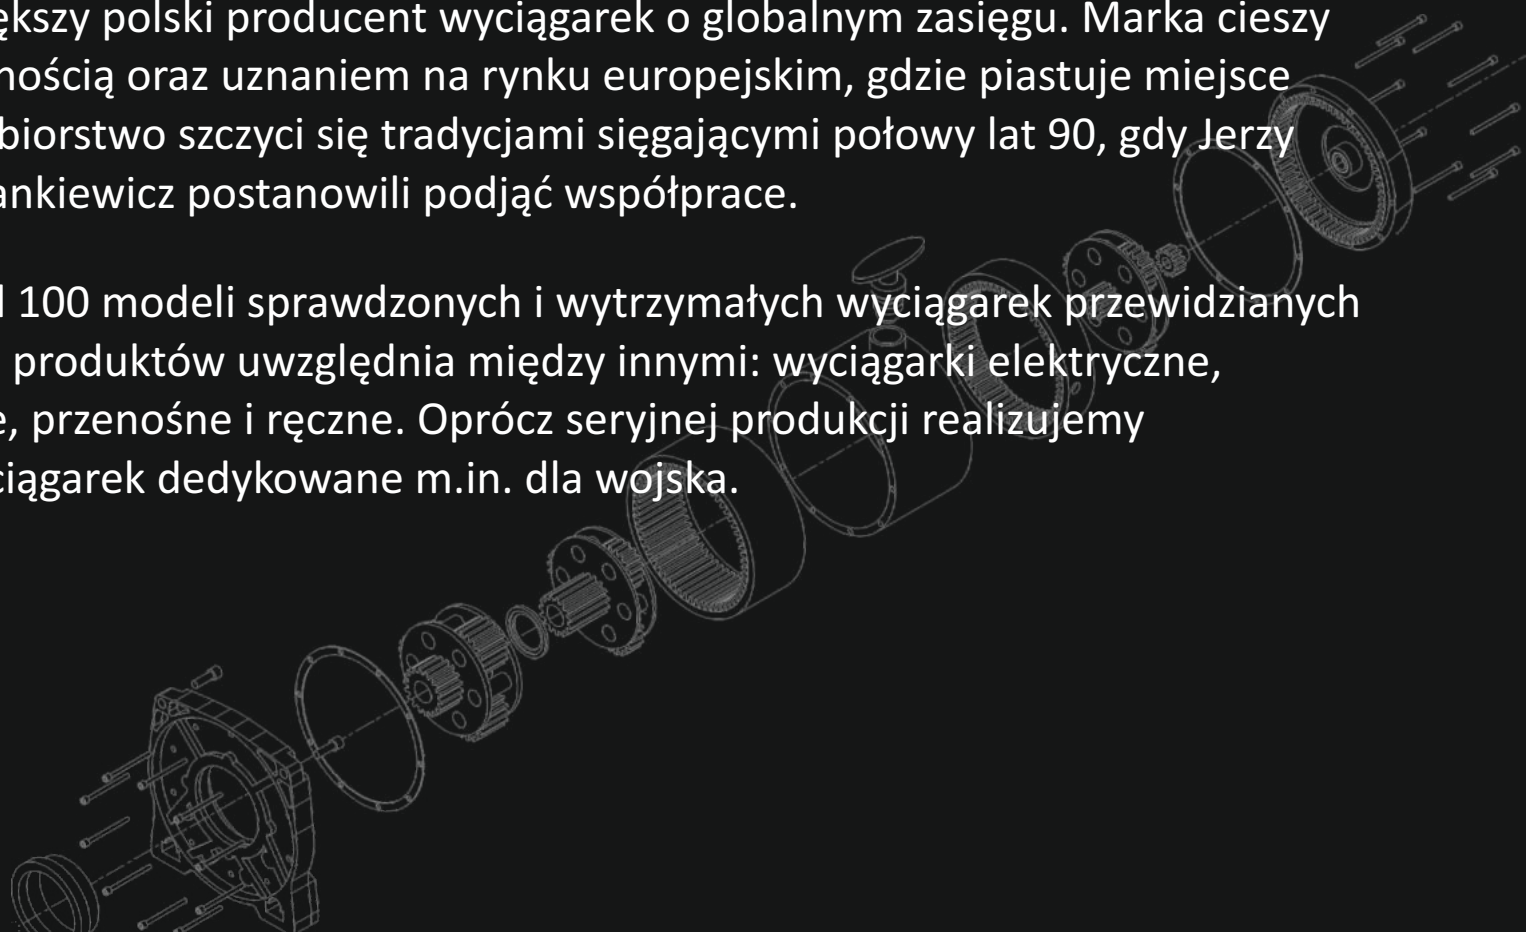 ększy polski producent wyciągarek o globalnym zasięgu. Marka cieszy
nością oraz uznaniem na rynku europejskim, gdzie piastuje miejsce
biorstwo szczyci się tradycjami sięgającymi połowy lat 90, gdy Jerzy
ankiewicz postanowili podjąć współprace.
100 modeli sprawdzonych i wytrzymałych wyciągarek przewidzianych
produktów uwzględnia między innymi: wyciągarki elektryczne,
e, przenośne i ręczne. Oprócz seryjnej produkcji realizujemy
ciągarek dedykowane m.in. dla wojska.